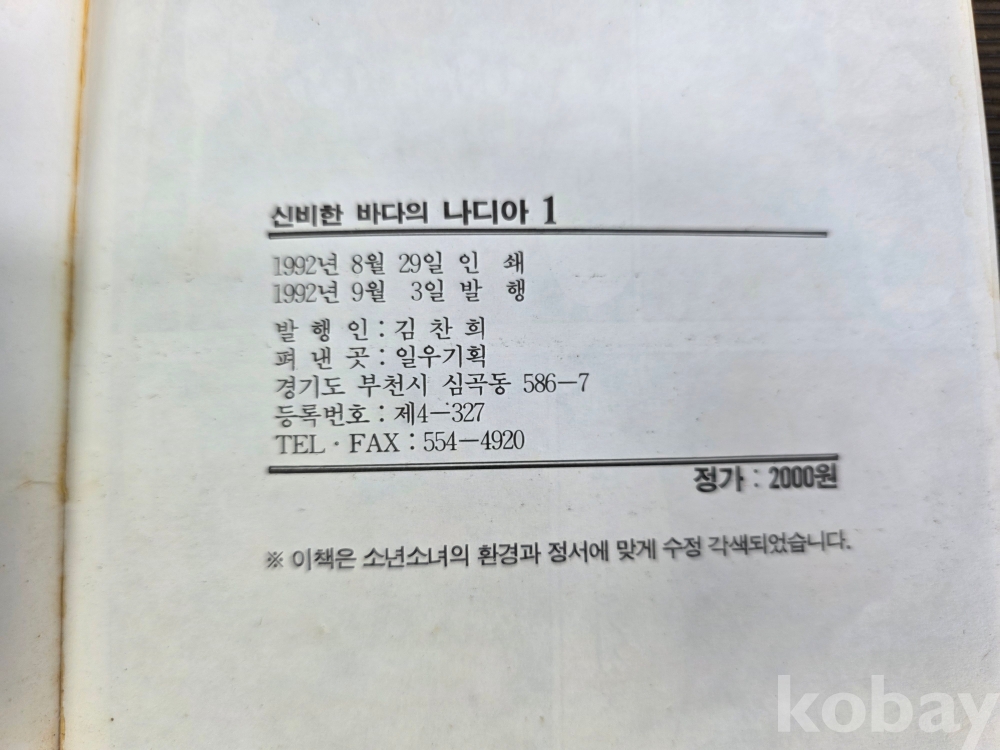 신비한 바다의 나디아 1
1992년 8월 29일 인 쇄
1992년 9월 3일 발 행
발 행 인 : 김 찬 희
펴 낸 곳 : 일우기획
경기도 부천시 심곡동 586-7
등록번호 : 제4-327
TEL · FAX : 554-4920
정가 : 2000원
※ 이책은 소년소녀의 환경과 정서에 맞게 수정 각색되었습니다.
kobay